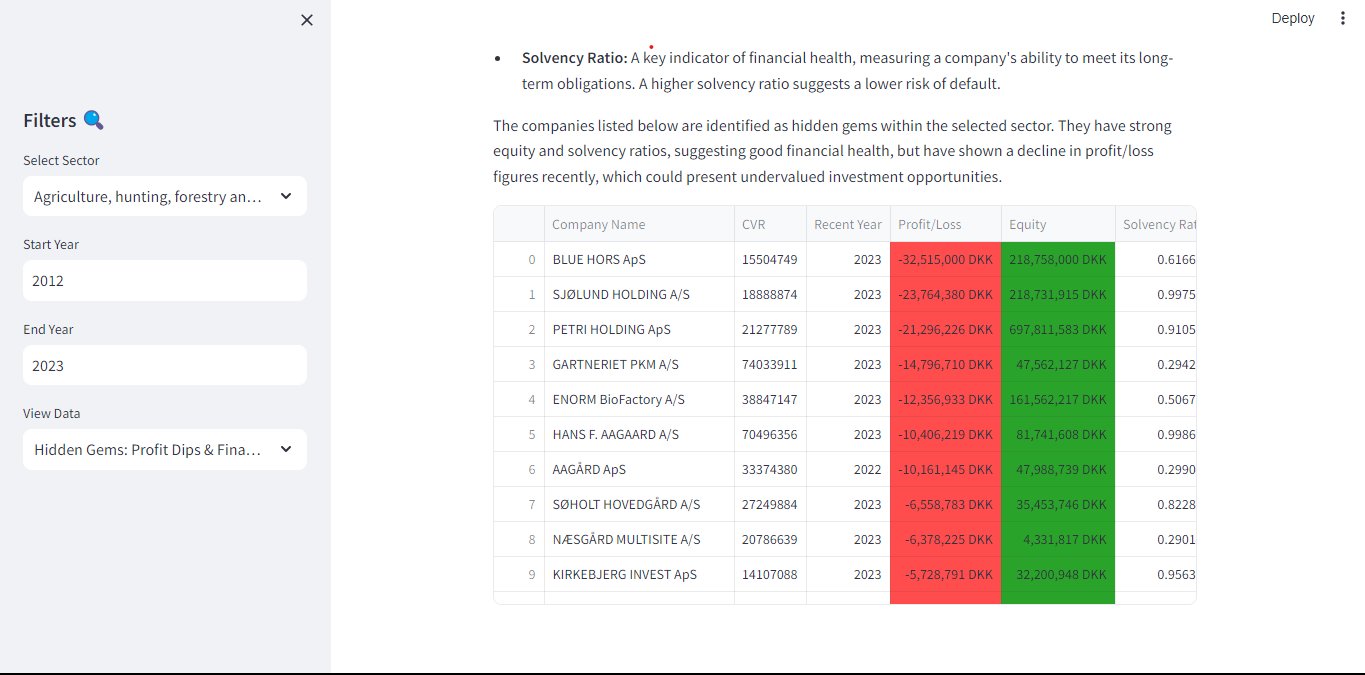 Deploy
Filters
Select Sector
Agriculture, hunting, forestry an...
Start Year
2012
End Year
2023
View Data
Hidden Gems: Profit Dips & Fina...
• Solvency Ratio: A key indicator of financial health, measuring a company's ability to meet its long-
term obligations. A higher solvency ratio suggests a lower risk of default.
The companies listed below are identified as hidden gems within the selected sector. They have strong
equity and solvency ratios, suggesting good financial health, but have shown a decline in profit/loss
figures recently, which could present undervalued investment opportunities.
Company Name CVR Recent Year Profit/Loss Equity Solvency Rat
0 BLUE HORS ApS 15504749 2023 -32,515,000 DKK 218,758,000 DKK 0.6166
1 SJØLUND HOLDING A/S 18888874 2023 -23,764,380 DKK 218,731,915 DKK 0.9975
2 PETRI HOLDING ApS 21277789 2023 -21,296,226 DKK 697,811,583 DKK 0.9105
3 GARTNERIET PKM A/S 74033911 2023 -14,796,710 DKK 47,562,127 DKK 0.2942
4 ENORM BioFactory A/S 38847147 2023 -12,356,933 DKK 161,562,217 DKK 0.5067
5 HANS F. AAGAARD A/S 70496356 2023 -10,406,219 DKK 81,741,608 DKK 0.9986
6 AAGÅRD ApS 33374380 2022 -10,161,145 DKK 47,988,739 DKK 0.2990
7 SØHOLT HOVEDGÅRD A/S 27249884 2023 -6,558,783 DKK 35,453,746 DKK 0.8228
8 NÆSGÅRD MULTISITE A/S 20786639 2023 -6,378,225 DKK 4,331,817 DKK 0.2901
9 KIRKEBJERG INVEST ApS 14107088 2023 -5,728,791 DKK 32,200,948 DKK 0.9563